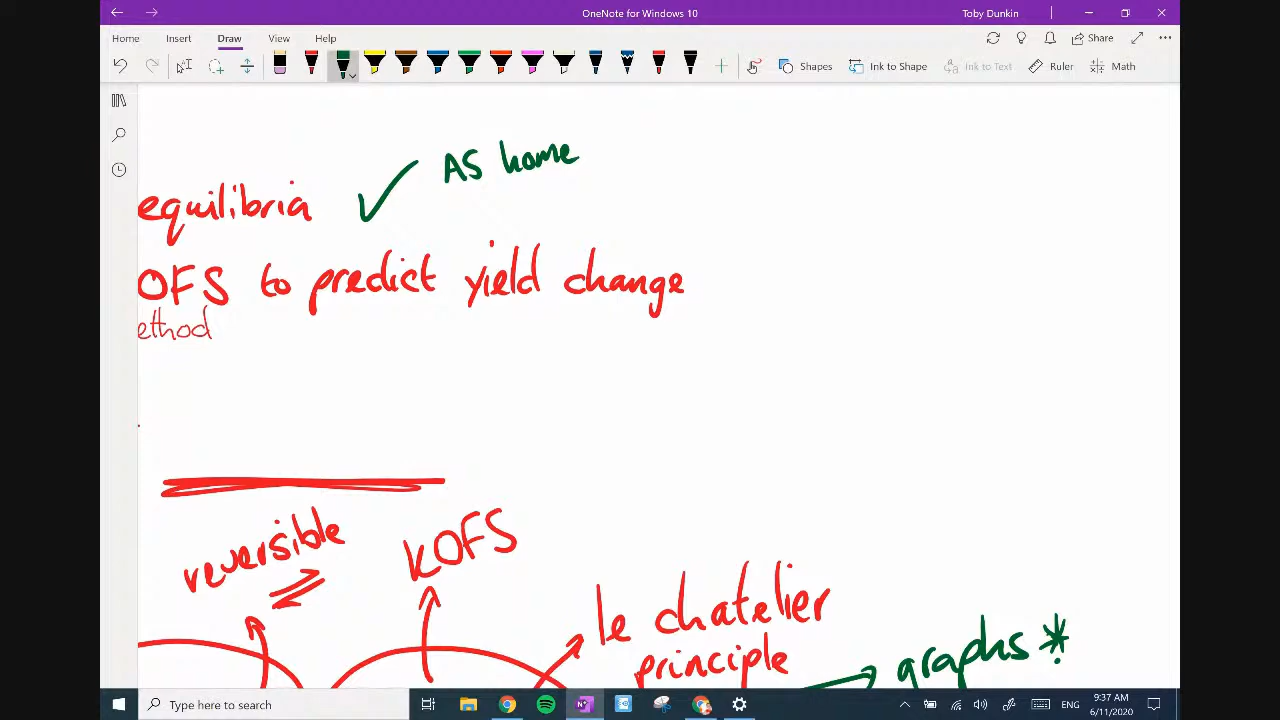 OneNote for Windows 10
Toby Dunkin
Home Insert Draw View Help
Share
Shapes Ink to Shape Ink to Text Ruler Math
AS home
equilibria
OFS to predict yield change
ethod
reversible
KOFS
le chatelier
principle
graphs *
Type here to search
ENG
9:37 AM
6/11/2020